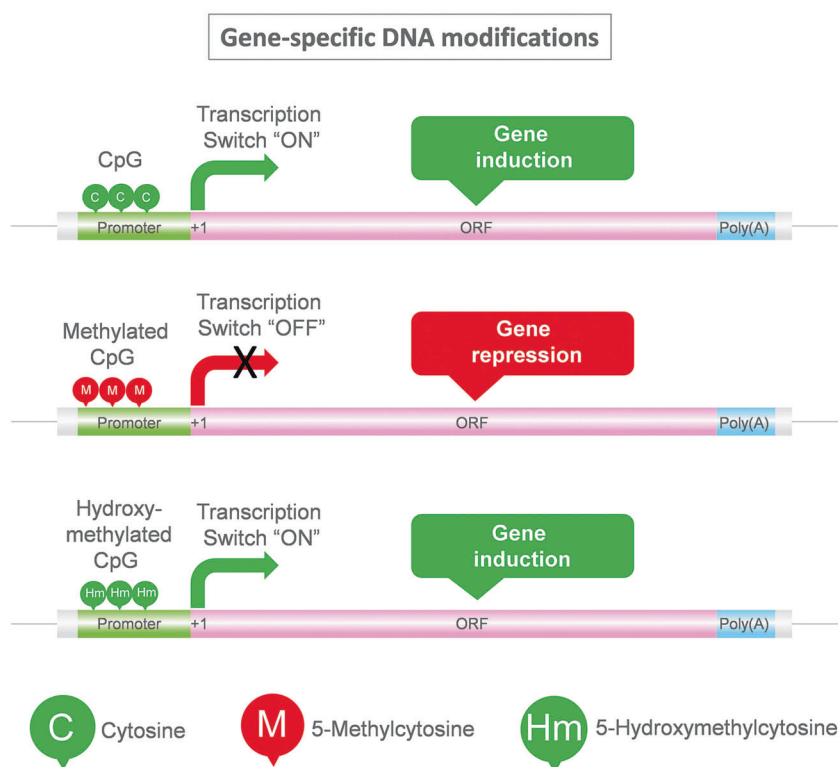 Gene-specific DNA modifications
Transcription
Switch “ON”
Gene
induction
CpG
C C C
Promoter +1 ORF Poly(A)
Transcription
Switch “OFF”
Gene
repression
Methylated
CpG
X
M M M
Promoter +1 ORF Poly(A)
Hydroxy-
methylated
CpG
Transcription
Switch “ON”
Gene
induction
Hm Hm Hm
Promoter +1 ORF Poly(A)
C Cytosine M 5-Methylcytosine Hm 5-Hydroxymethylcytosine